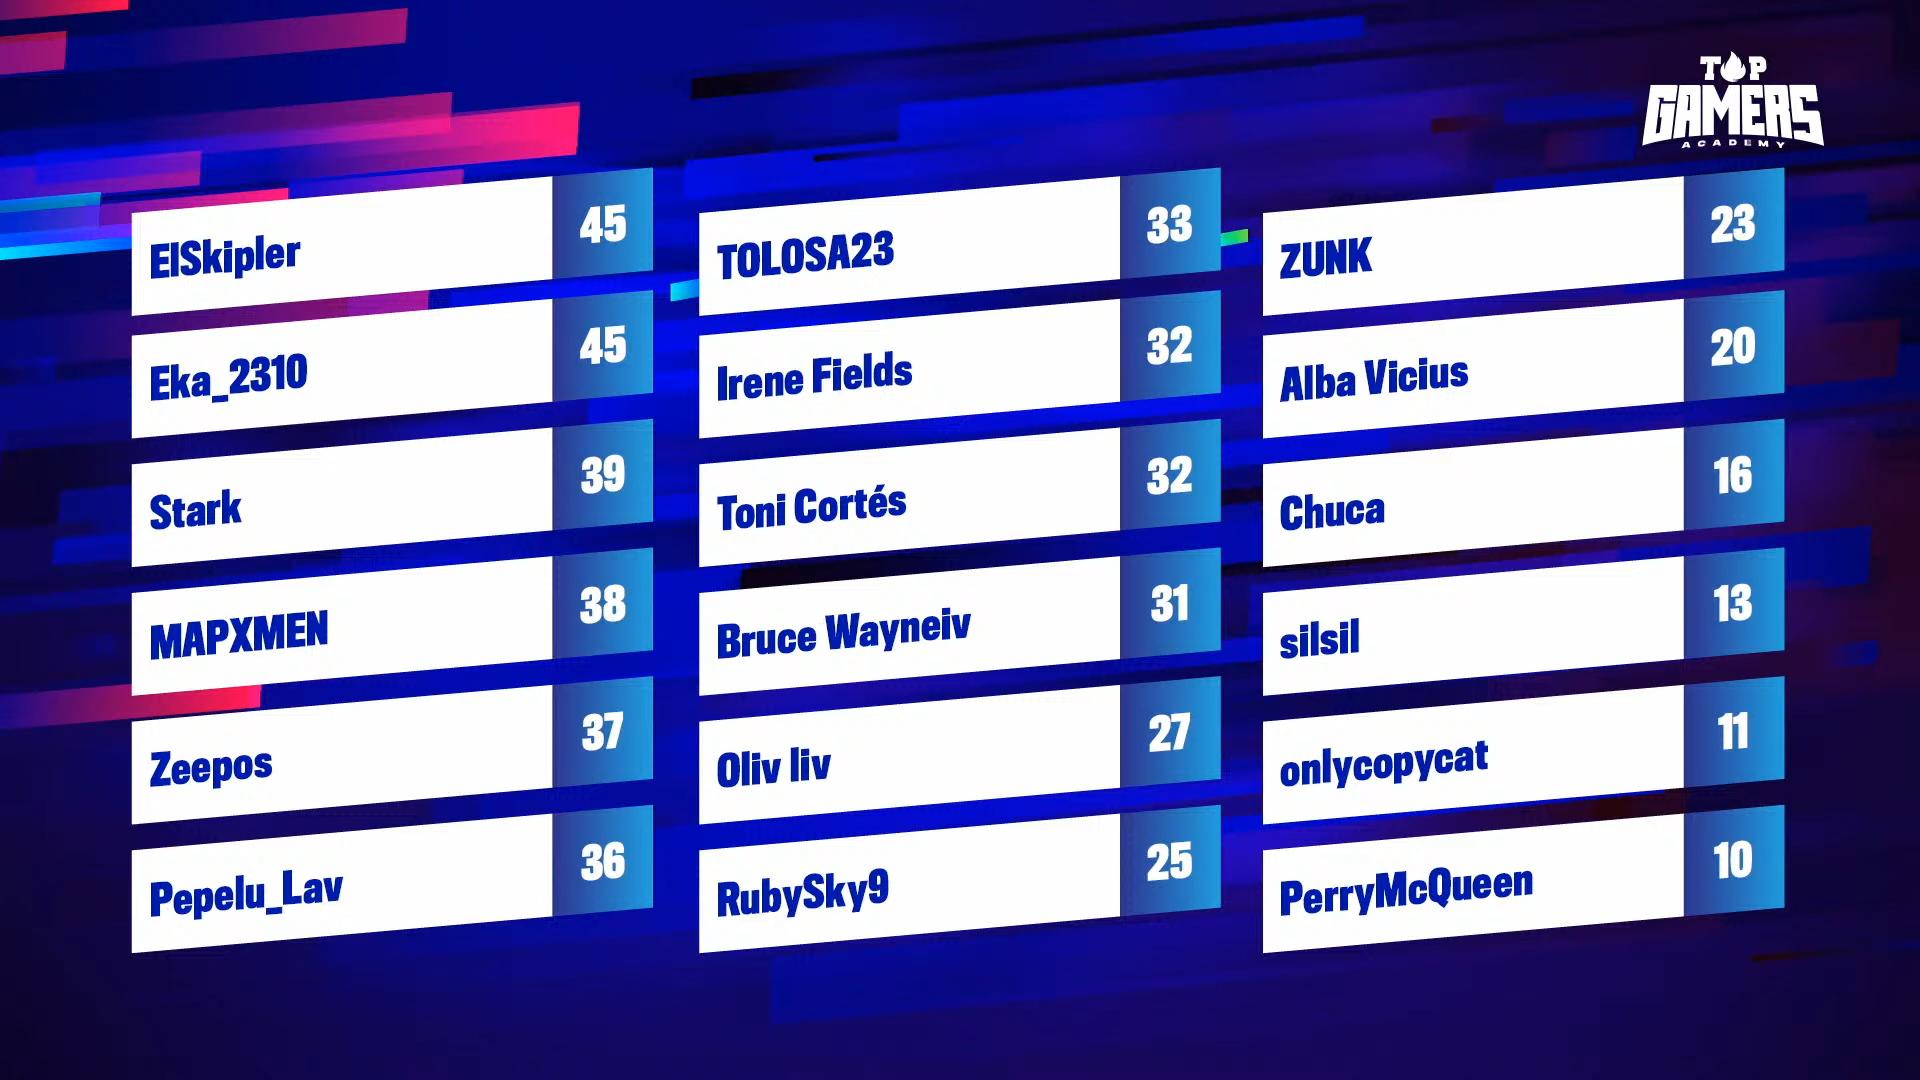 TOP
GAMERS
ACADEMY
ElSkipler 45
Eka_2310 45
Stark 39
MAPXMEN 38
Zeepos 37
Pepelu_Lav 36
TOLOSA23 33
Irene Fields 32
Toni Cortés 32
Bruce Wayneiv 31
Oliv liv 27
RubySky9 25
ZUNK 23
Alba Vicius 20
Chuca 16
silsil 13
onlycopycat 11
PerryMcQueen 10